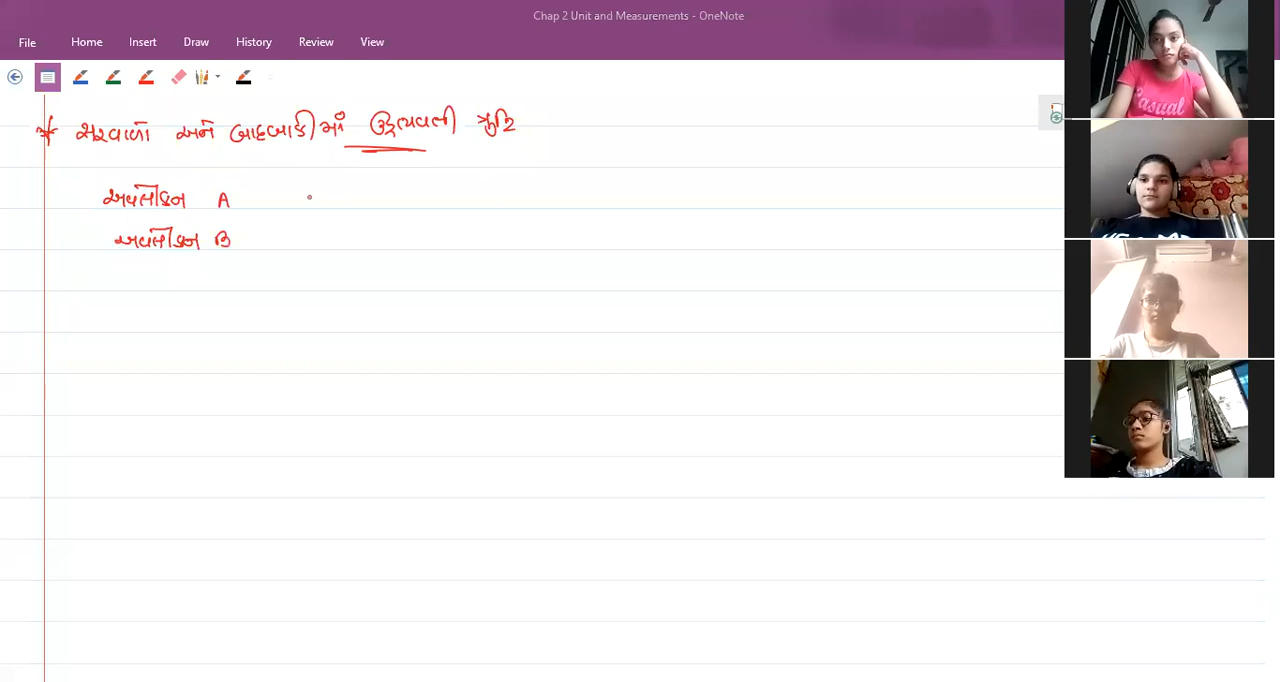 Chap 2 Unit and Measurements - OneNote
File Home Insert Draw History Review View
* સરવાળા અને બાદબાકીમાં ઉદ્ભવતી ત્રુટિ
અવલોકન A
અવલોકન B
casual